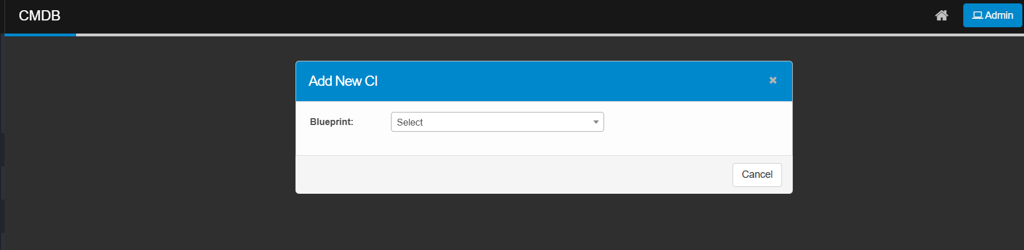 CMDB
Admin
Add New CI
Blueprint:
Select
Cancel